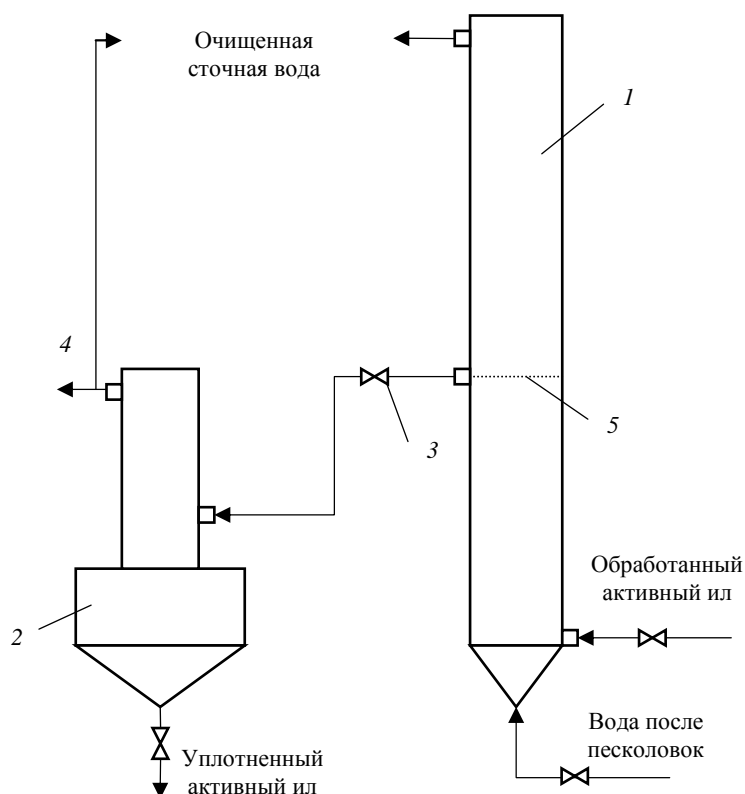 Очищенная
сточная вода
1
4
3
5
Обработанный
активный ил
2
Вода после
песколовок
Уплотненный
активный ил